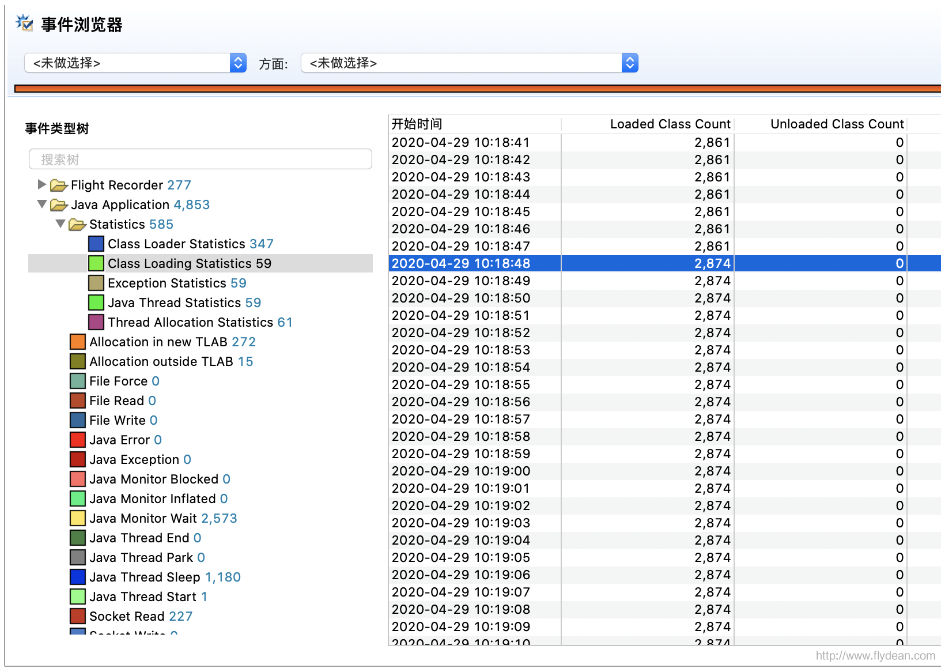 事件浏览器
<未做选择> 方面: <未做选择>
事件类型树
搜索树
Flight Recorder 277
Java Application 4,853
Statistics 585
Class Loader Statistics 347
Class Loading Statistics 59
Exception Statistics 59
Java Thread Statistics 59
Thread Allocation Statistics 61
Allocation in new TLAB 272
Allocation outside TLAB 15
File Force 0
File Read 0
File Write 0
Java Error 0
Java Exception 0
Java Monitor Blocked 0
Java Monitor Inflated 0
Java Monitor Wait 2,573
Java Thread End 0
Java Thread Park 0
Java Thread Sleep 1,180
Java Thread Start 1
Socket Read 227
Socket Write 0
开始时间 Loaded Class Count Unloaded Class Count
2020-04-29 10:18:41 2,861 0
2020-04-29 10:18:42 2,861 0
2020-04-29 10:18:43 2,861 0
2020-04-29 10:18:44 2,861 0
2020-04-29 10:18:45 2,861 0
2020-04-29 10:18:46 2,861 0
2020-04-29 10:18:47 2,861 0
2020-04-29 10:18:48 2,874 0
2020-04-29 10:18:49 2,874 0
2020-04-29 10:18:50 2,874 0
2020-04-29 10:18:51 2,874 0
2020-04-29 10:18:52 2,874 0
2020-04-29 10:18:53 2,874 0
2020-04-29 10:18:54 2,874 0
2020-04-29 10:18:55 2,874 0
2020-04-29 10:18:56 2,874 0
2020-04-29 10:18:57 2,874 0
2020-04-29 10:18:58 2,874 0
2020-04-29 10:18:59 2,874 0
2020-04-29 10:19:00 2,874 0
2020-04-29 10:19:01 2,874 0
2020-04-29 10:19:02 2,874 0
2020-04-29 10:19:03 2,874 0
2020-04-29 10:19:04 2,874 0
2020-04-29 10:19:05 2,874 0
2020-04-29 10:19:06 2,874 0
2020-04-29 10:19:07 2,874 0
2020-04-29 10:19:08 2,874 0
2020-04-29 10:19:09 2,874 0
2020-04-29 10:19:10 2,874 0
http://www.flydean.com